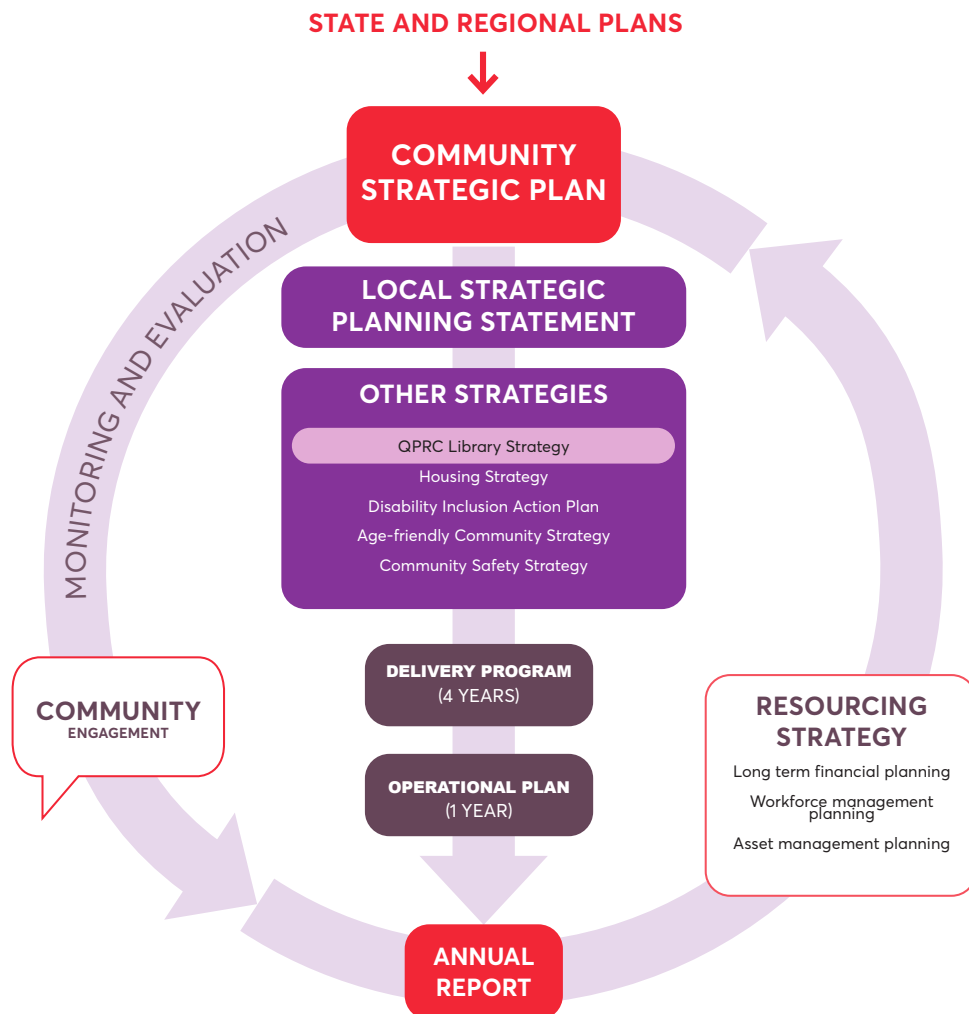 STATE AND REGIONAL PLANS
COMMUNITY
STRATEGIC PLAN
MONITORING AND EVALUATION
LOCAL STRATEGIC
PLANNING STATEMENT
OTHER STRATEGIES
QPRC Library Strategy
Housing Strategy
Disability Inclusion Action Plan
Age-friendly Community Strategy
Community Safety Strategy
DELIVERY PROGRAM
(4 YEARS)
COMMUNITY
ENGAGEMENT
OPERATIONAL PLAN
(1 YEAR)
RESOURCING
STRATEGY
Long term financial planning
Workforce management
planning
Asset management planning
ANNUAL
REPORT